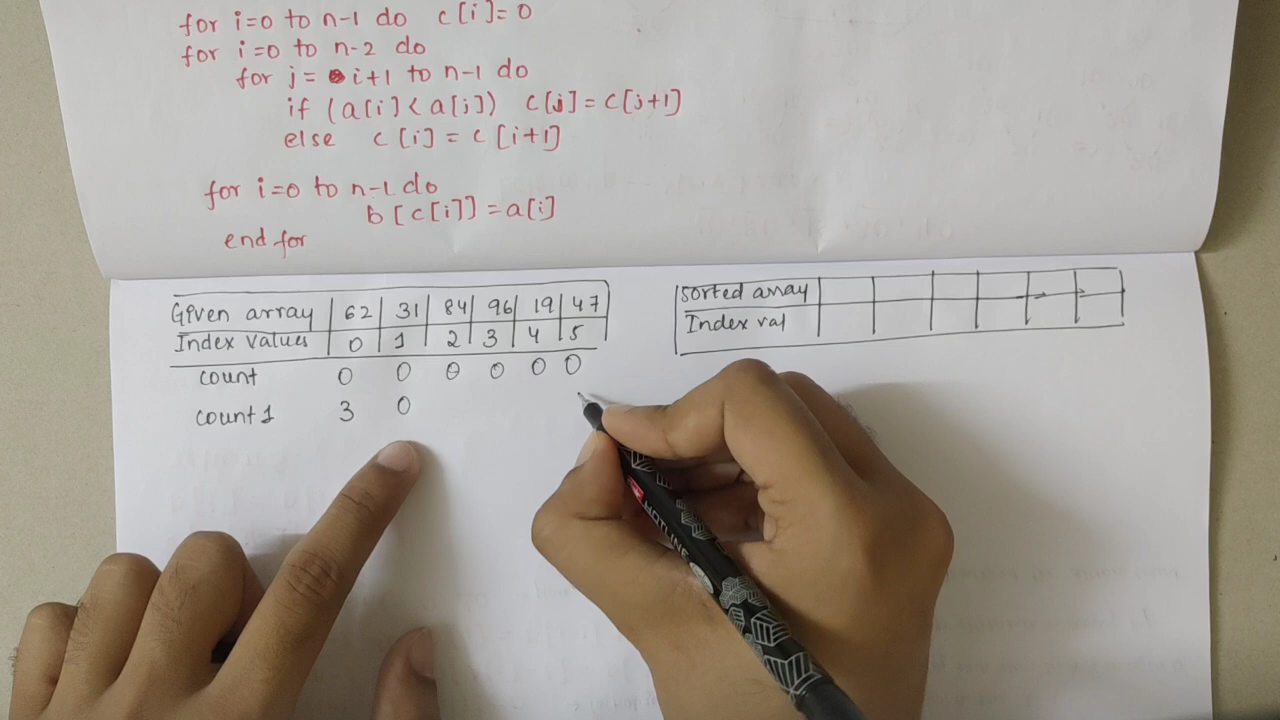 for i=0 to n-1 do c[i]=0
for i=0 to n-2 do
for j= i+1 to n-1 do
if (a[i]<a[j]) c[j]=c[j+1]
else c[i]=c[i+1]
for i=0 to n-1 do
b[c[i]]=a[i]
end for
Given array 62 31 84 96 19 47
Index values 0 1 2 3 4 5
count 0 0 0 0 0 0
count1 3 0
Sorted array
Index val
HOTLINE